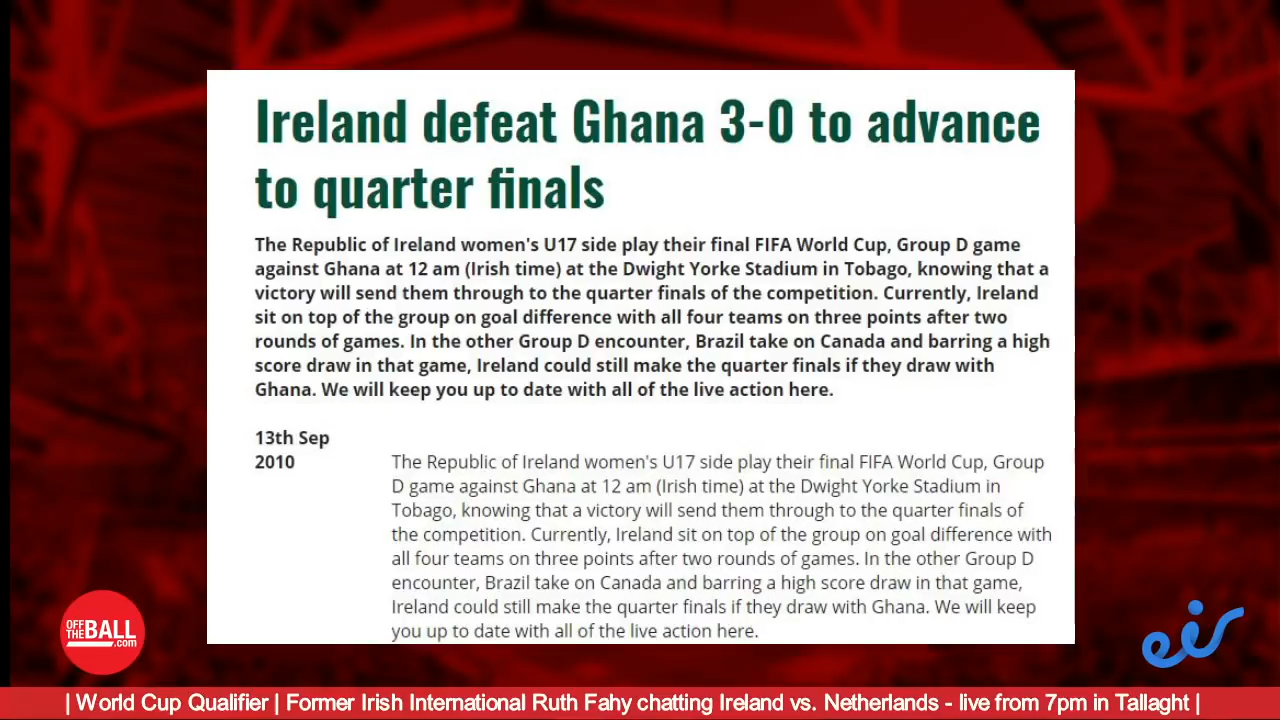 Ireland defeat Ghana 3-0 to advance
to quarter finals
The Republic of Ireland women's U17 side play their final FIFA World Cup, Group D game
against Ghana at 12 am (Irish time) at the Dwight Yorke Stadium in Tobago, knowing that a
victory will send them through to the quarter finals of the competition. Currently, Ireland
sit on top of the group on goal difference with all four teams on three points after two
rounds of games. In the other Group D encounter, Brazil take on Canada and barring a high
score draw in that game, Ireland could still make the quarter finals if they draw with
Ghana. We will keep you up to date with all of the live action here.
13th Sep
2010
The Republic of Ireland women's U17 side play their final FIFA World Cup, Group
D game against Ghana at 12 am (Irish time) at the Dwight Yorke Stadium in
Tobago, knowing that a victory will send them through to the quarter finals of
the competition. Currently, Ireland sit on top of the group on goal difference with
all four teams on three points after two rounds of games. In the other Group D
encounter, Brazil take on Canada and barring a high score draw in that game,
Ireland could still make the quarter finals if they draw with Ghana. We will keep
you up to date with all of the live action here.
OFF
THE BALL
.com
eir
| World Cup Qualifier | Former Irish International Ruth Fahy chatting Ireland vs. Netherlands - live from 7pm in Tallaght |